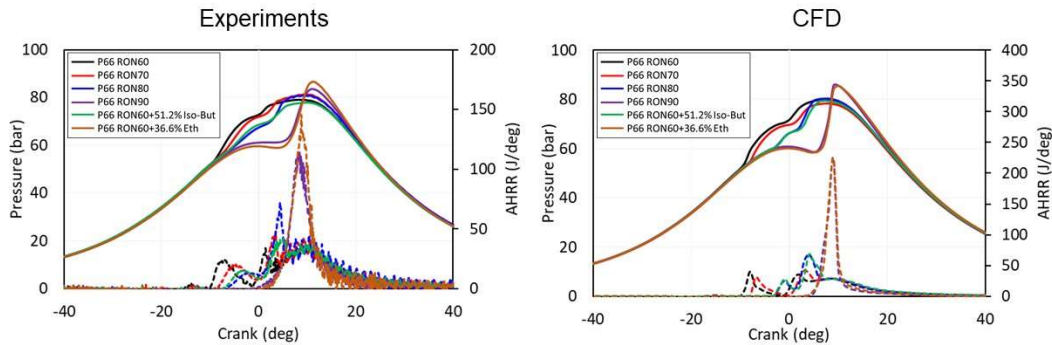 Experiments
CFD
P66 RON60
P66 RON70
P66 RON80
P66 RON90
P66 RON60+51.2% Iso-But
P66 RON60+36.6% Eth
Pressure (bar)
100
80
60
40
20
0
AHRR (J/deg)
200
150
100
50
0
-40
-20
0
20
40
Crank (deg)
P66 RON60
P66 RON70
P66 RON80
P66 RON90
P66 RON60+51.2% Iso-But
P66 RON60+36.6% Eth
Pressure (bar)
100
80
60
40
20
0
AHRR (J/deg)
400
350
300
250
200
150
100
50
0
-40
-20
0
20
40
Crank (deg)